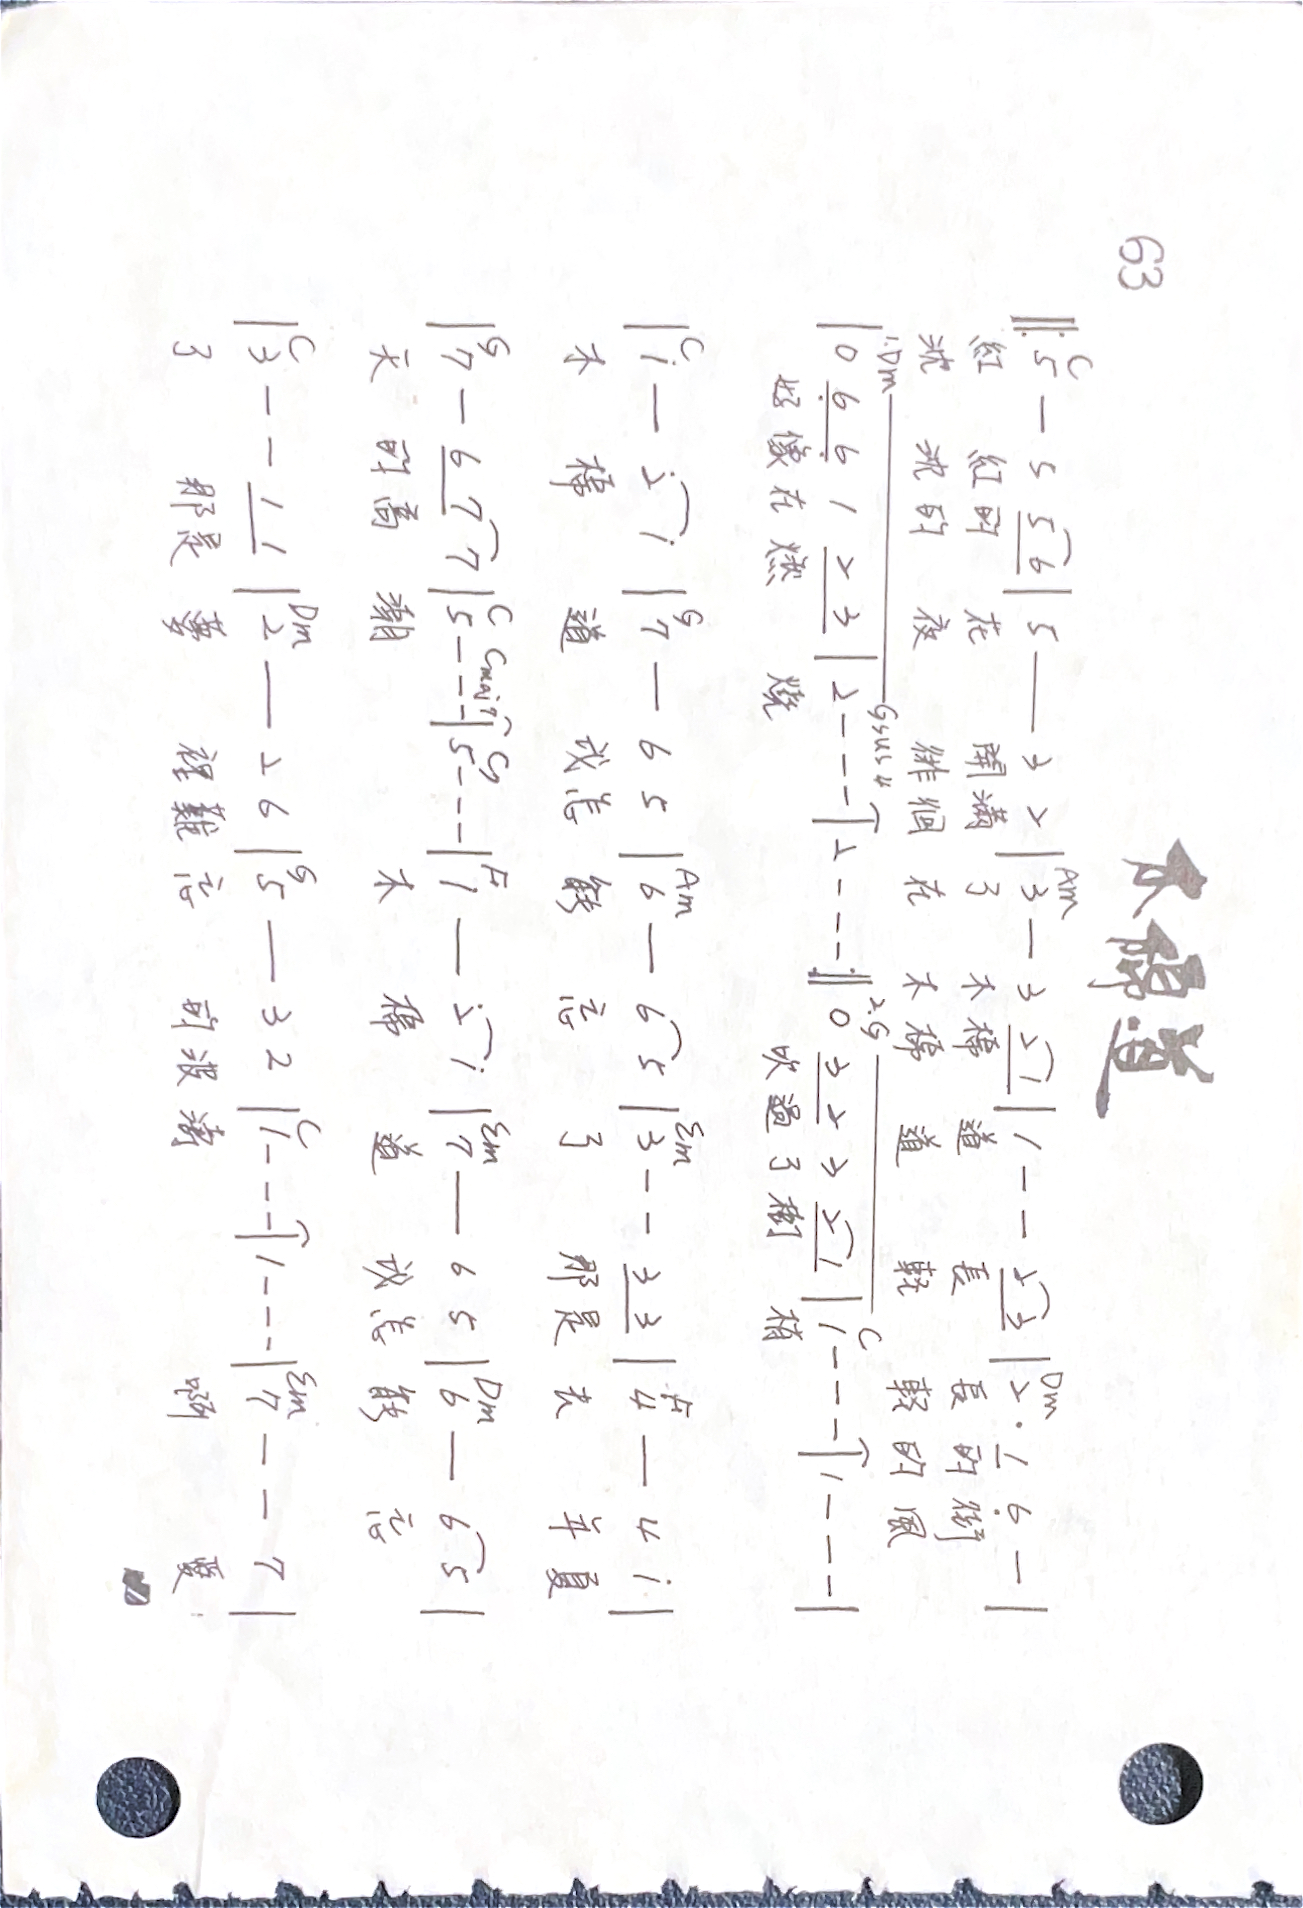 63
木棉道
C Am Dm
‖: 5 — 5 5 6 | 5 — 3 2 | 3 — 3 2 1 | 1 - - 2 3 | 2 · 1 6̣ — |
紅 紅的 在 開滿 了 木棉 道 長 長的街
沈 沈的 夜 徘徊 在 木棉 道 輕 輕的風
1.Dm Gsus4 2.G C
| 0 6̣ 6̣ 1 2 3 | 2 - - - | 2 - - - :‖ 0 3 2 3 2 1 | 1 - - - | 1 - - - |
好像在燃 燒 吹過了樹 梢
C G Am Em F
| i — 2̇ i | 7 — 6 5 | 6 — 6 5 | 3 - - 3 3 | 4 — 4 i |
木 棉 道 我怎 能 忘 了 那是 去 年夏
G C Cmaj7 C7 F Em Dm
| 7 — 6 7 7 | 5 - - - | 5 - - - | i — 2̇ i | 7 — 6 5 | 6 — 6 5 |
天 的高 潮 木 棉 道 我怎 能 忘
C Dm G C Em
| 3 - - 1 1 | 2 — 2 6 | 5 — 3 2 | 1 - - - | 1 - - - | 7 - - 7 |
了 那是 夢 裡難 忘 的波 濤 啊 愛